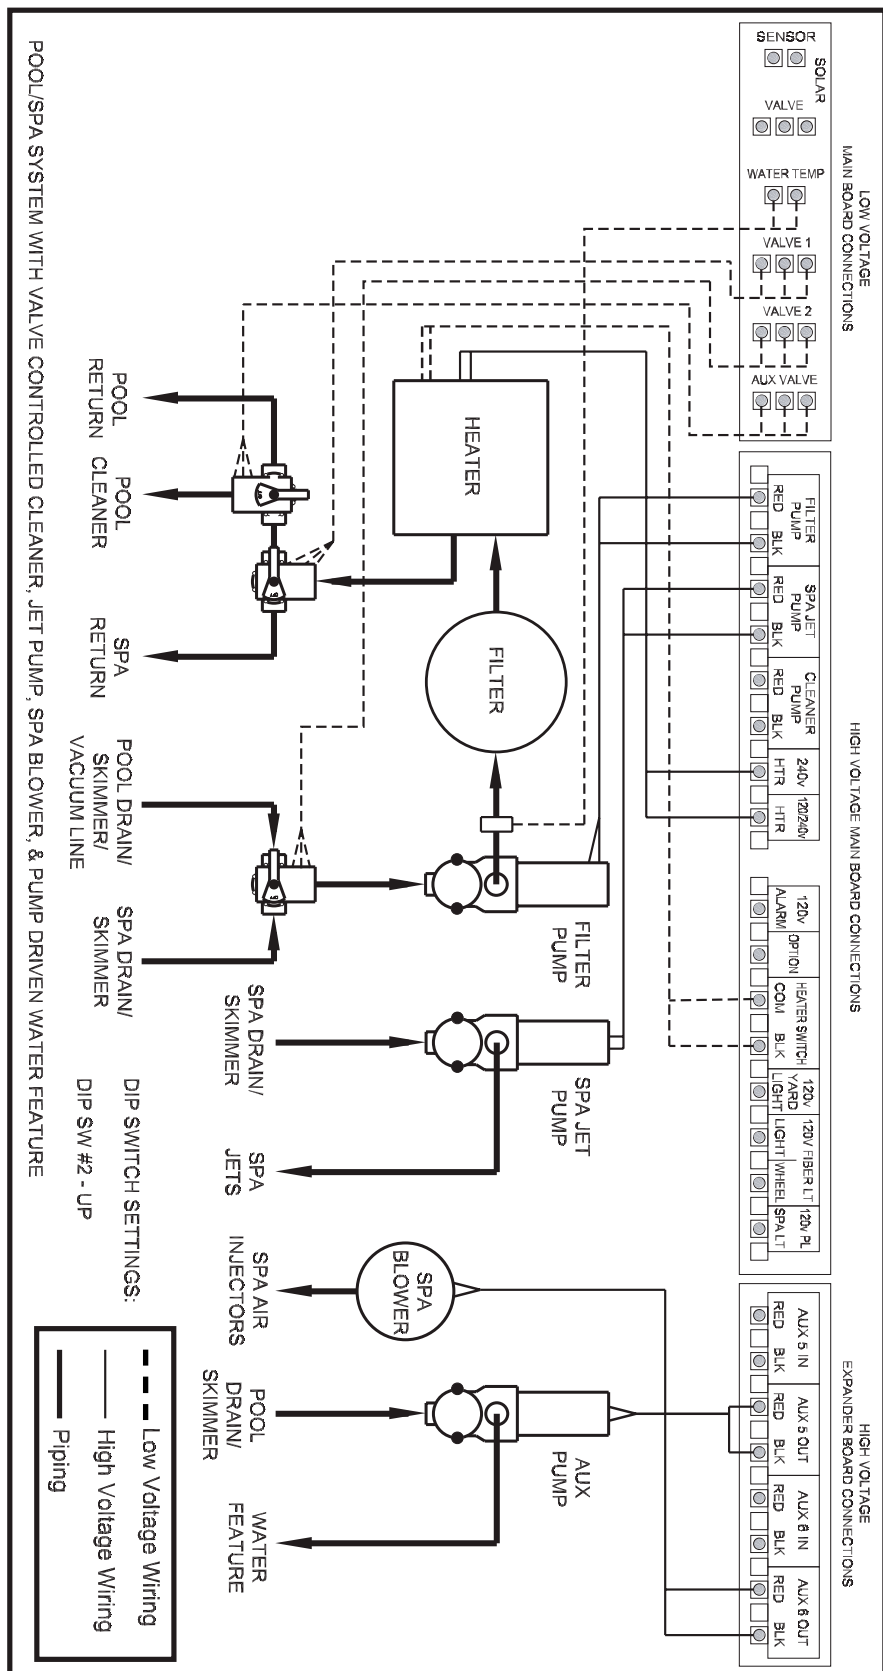 LOW VOLTAGE
MAIN BOARD CONNECTIONS
HIGH VOLTAGE MAIN BOARD CONNECTIONS
HIGH VOLTAGE
EXPANDER BOARD CONNECTIONS
SENSOR
SOLAR
VALVE
WATER TEMP
VALVE 1
VALVE 2
AUX VALVE
FILTER
PUMP
RED
BLK
SPA JET
PUMP
RED
BLK
CLEANER
PUMP
RED
BLK
240v
HTR
120/240v
HTR
120v
ALARM
OPTION
HEATER SWITCH
COM
BLK
120v
YARD
LIGHT
120V FIBER LT
LIGHT
WHEEL
120v PL
SPA LT
AUX 5 IN
RED
BLK
AUX 5 OUT
RED
BLK
AUX 6 IN
RED
BLK
AUX 6 OUT
RED
BLK
HEATER
FILTER
FILTER
PUMP
SPA JET
PUMP
SPA
BLOWER
AUX
PUMP
POOL
RETURN
POOL
CLEANER
SPA
RETURN
POOL DRAIN/
SKIMMER/
VACUUM LINE
SPA DRAIN/
SKIMMER
SPA DRAIN/
SKIMMER
SPA
JETS
SPA AIR
INJECTORS
POOL
DRAIN/
SKIMMER
WATER
FEATURE
DIP SWITCH SETTINGS:
DIP SW #2 - UP
Low Voltage Wiring
High Voltage Wiring
Piping
POOL/SPA SYSTEM WITH VALVE CONTROLLED CLEANER, JET PUMP, SPA BLOWER, & PUMP DRIVEN WATER FEATURE